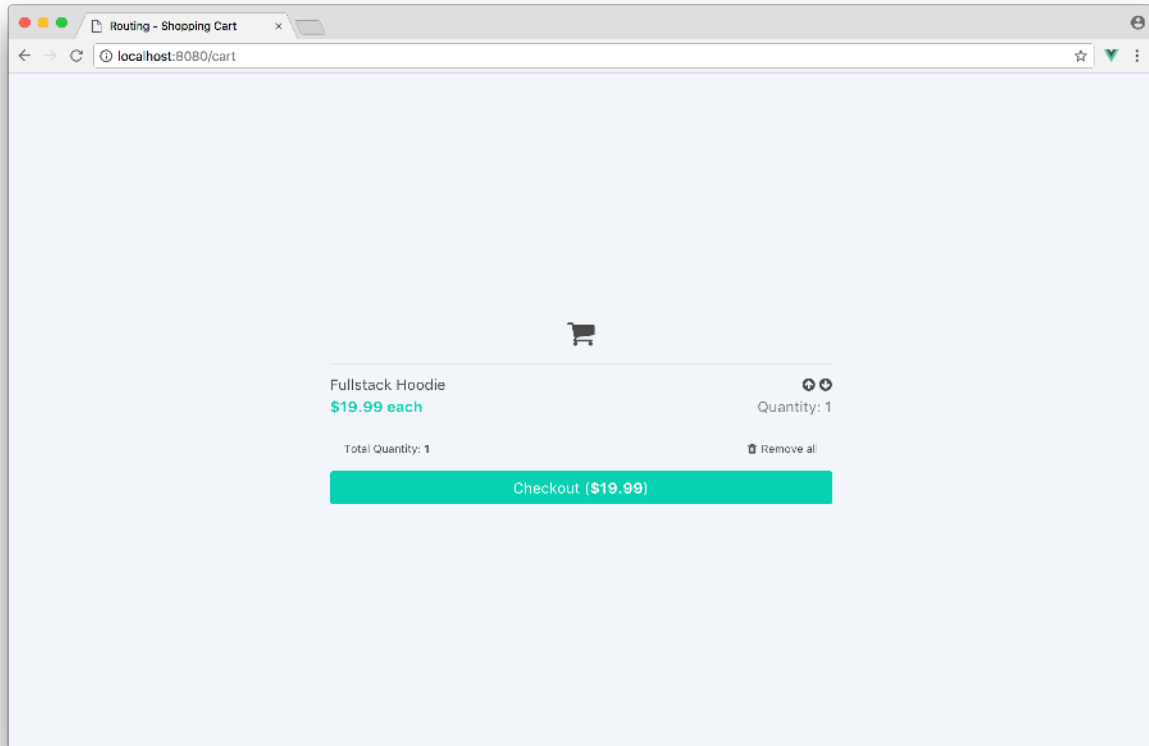 Routing - Shopping Cart
localhost:8080/cart
Fullstack Hoodie
$19.99 each
Quantity: 1
Total Quantity: 1
Remove all
Checkout ($19.99)